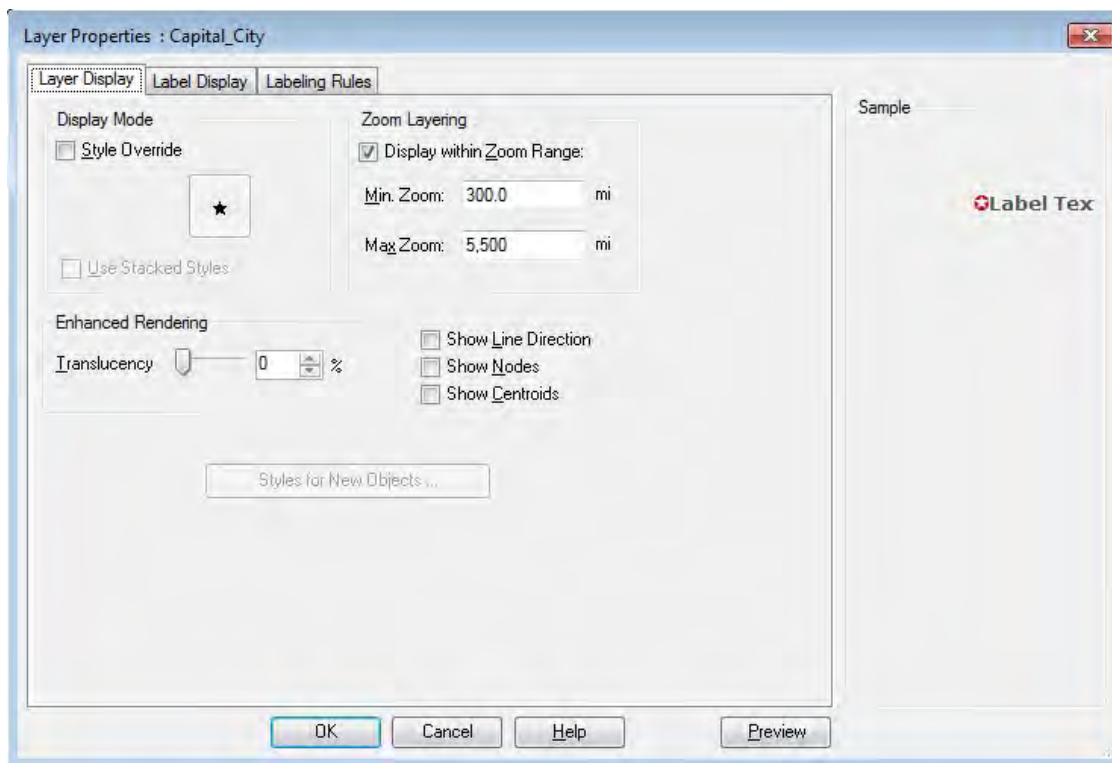 Layer Properties : Capital_City
Layer Display
Label Display
Labeling Rules
Display Mode
Style Override
Use Stacked Styles
Zoom Layering
Display within Zoom Range:
Min. Zoom: 300.0 mi
Max Zoom: 5,500 mi
Enhanced Rendering
Translucency 0 %
Show Line Direction
Show Nodes
Show Centroids
Styles for New Objects ...
Sample
Label Tex
OK
Cancel
Help
Preview